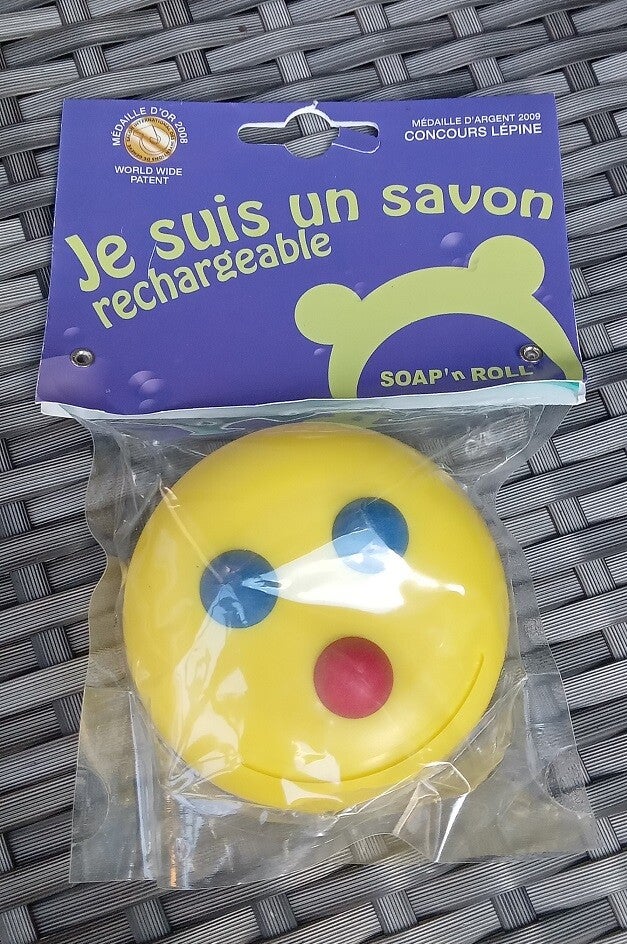 MÉDAILLE D'OR 2008
WORLD WIDE
PATENT
MÉDAILLE D'ARGENT 2009
CONCOURS LÉPINE
Je suis un savon
rechargeable
SOAP'n ROLL